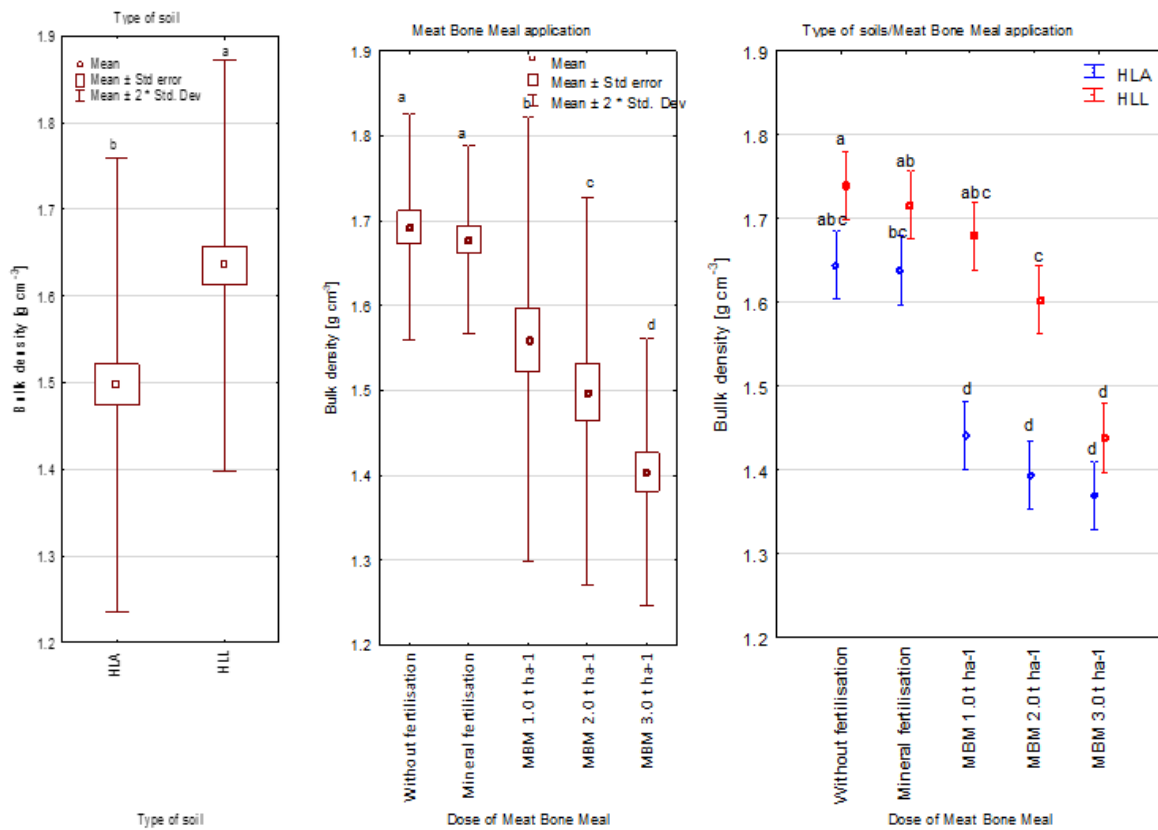 Type of soil
1.9
1.8
1.7
1.6
1.5
1.4
1.3
1.2
Bulk density [g cm-3]
Mean
Mean ± Std error
Mean ± 2 * Std. Dev
b
a
HLA
HLL
Type of soil
Meat Bone Meal application
1.9
1.8
1.7
1.6
1.5
1.4
1.3
1.2
Bulk density [g cm3]
Mean
Mean ± Std error
Mean ± 2 * Std. Dev
a
a
b
c
d
Without fertilisation
Mineral fertilisation
MBM 1.0 t ha-1
MBM 2.0 t ha-1
MBM 3.0 t ha-1
Dose of Meat Bone Meal
Type of soils/Meat Bone Meal application
1.9
1.8
1.7
1.6
1.5
1.4
1.3
1.2
Bullk density [g cm-3]
HLA
HLL
a
ab
abc
abc
bc
c
d
d
d
d
Without fertilisation
Mineral fertilisation
MBM 1.0 t ha-1
MBM 2.0 t ha-1
MBM 3.0 t ha-1
Dose of Meat Bone Meal